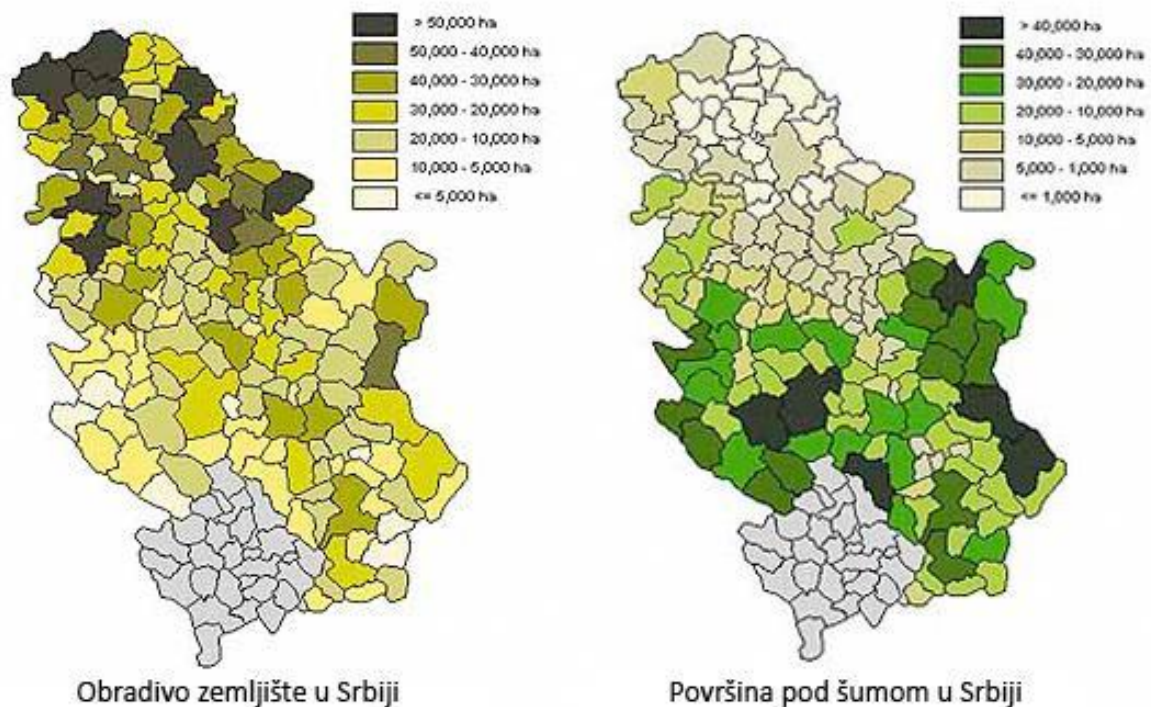 > 50,000 ha
50,000 - 40,000 ha
40,000 - 30,000 ha
30,000 - 20,000 ha
20,000 - 10,000 ha
10,000 - 5,000 ha
<= 5,000 ha
> 40,000 ha
40,000 - 30,000 ha
30,000 - 20,000 ha
20,000 - 10,000 ha
10,000 - 5,000 ha
5,000 - 1,000 ha
<= 1,000 ha
Obradivo zemljište u Srbiji
Površina pod šumom u Srbiji